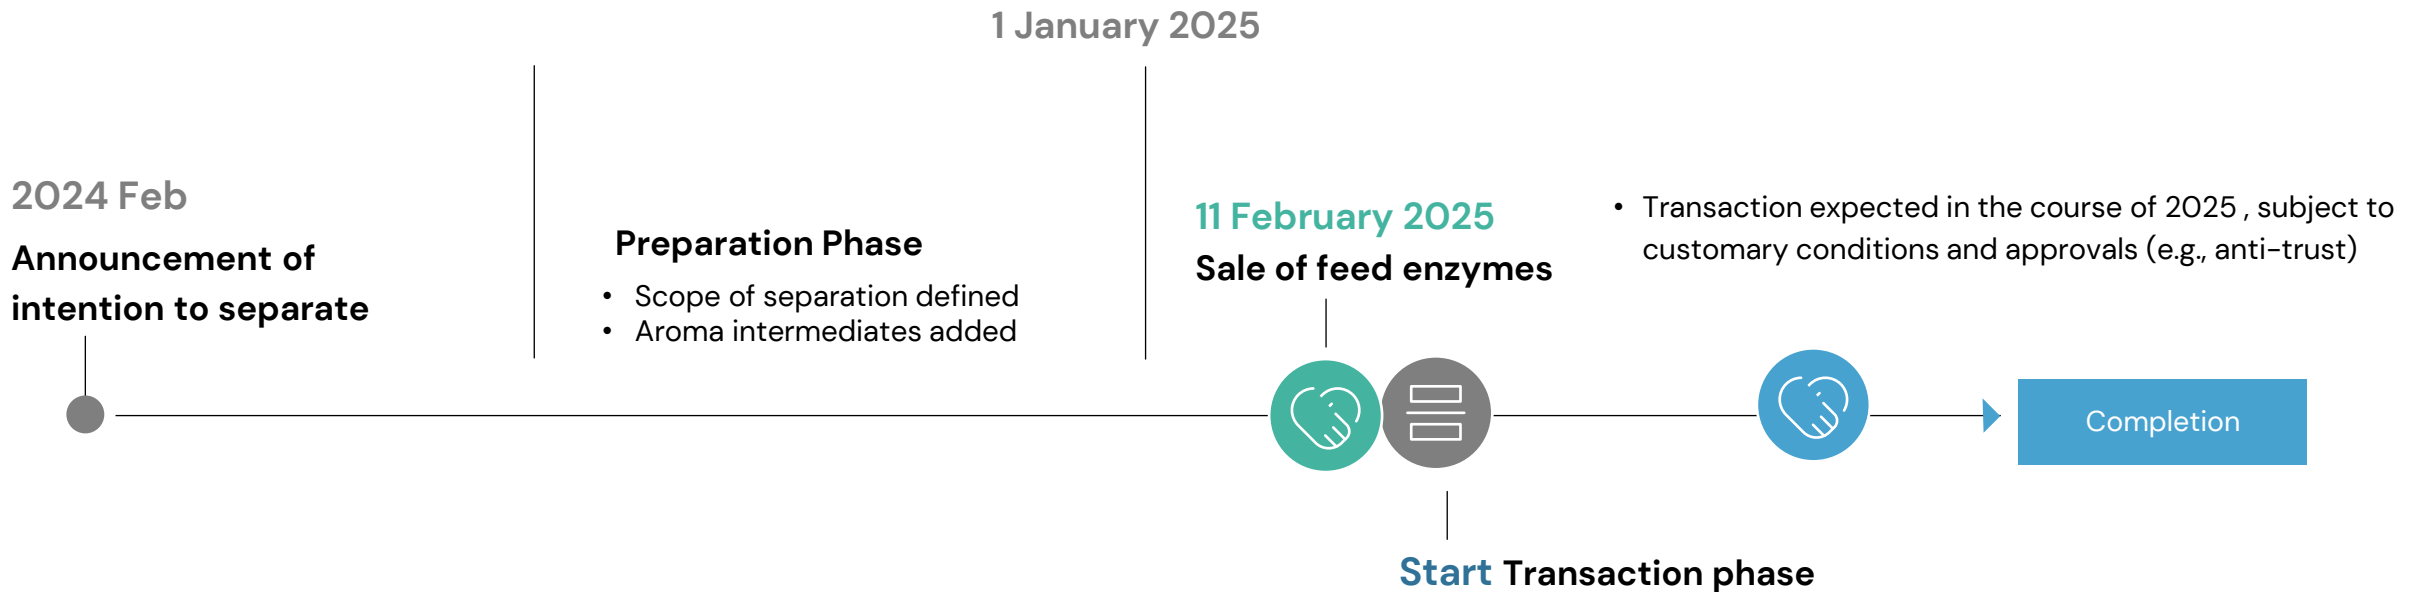 1 January 2025
2024 Feb
Announcement of
intention to separate
Preparation Phase
• Scope of separation defined
• Aroma intermediates added
11 February 2025
Sale of feed enzymes
• Transaction expected in the course of 2025 , subject to
customary conditions and approvals (e.g., anti-trust)
Completion
Start Transaction phase